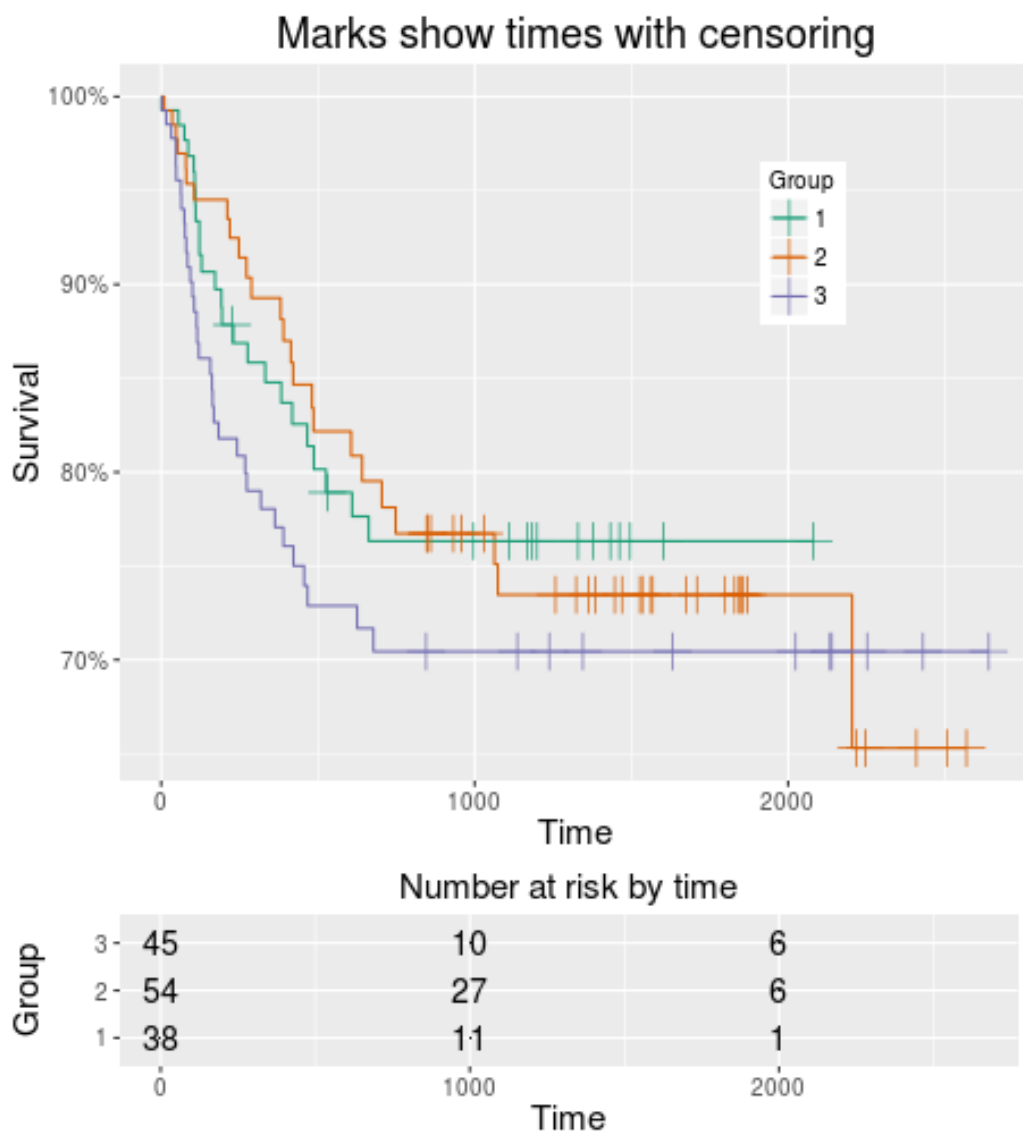 Marks show times with censoring
100%
90%
80%
70%
Survival
Group
1
2
3
0 1000 2000
Time
Number at risk by time
Group
3 45 10 6
2 54 27 6
1 38 11 1
0 1000 2000
Time